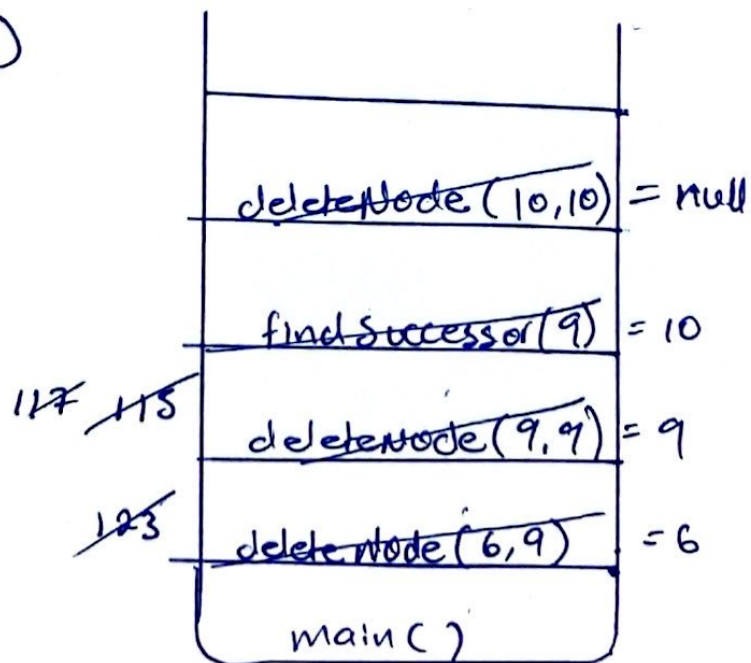 deleteNode(10,10) = null
findSuccessor(9) = 10
117 115 deleteNode(9,9) = 9
123 deleteNode(6,9) = 6
main()